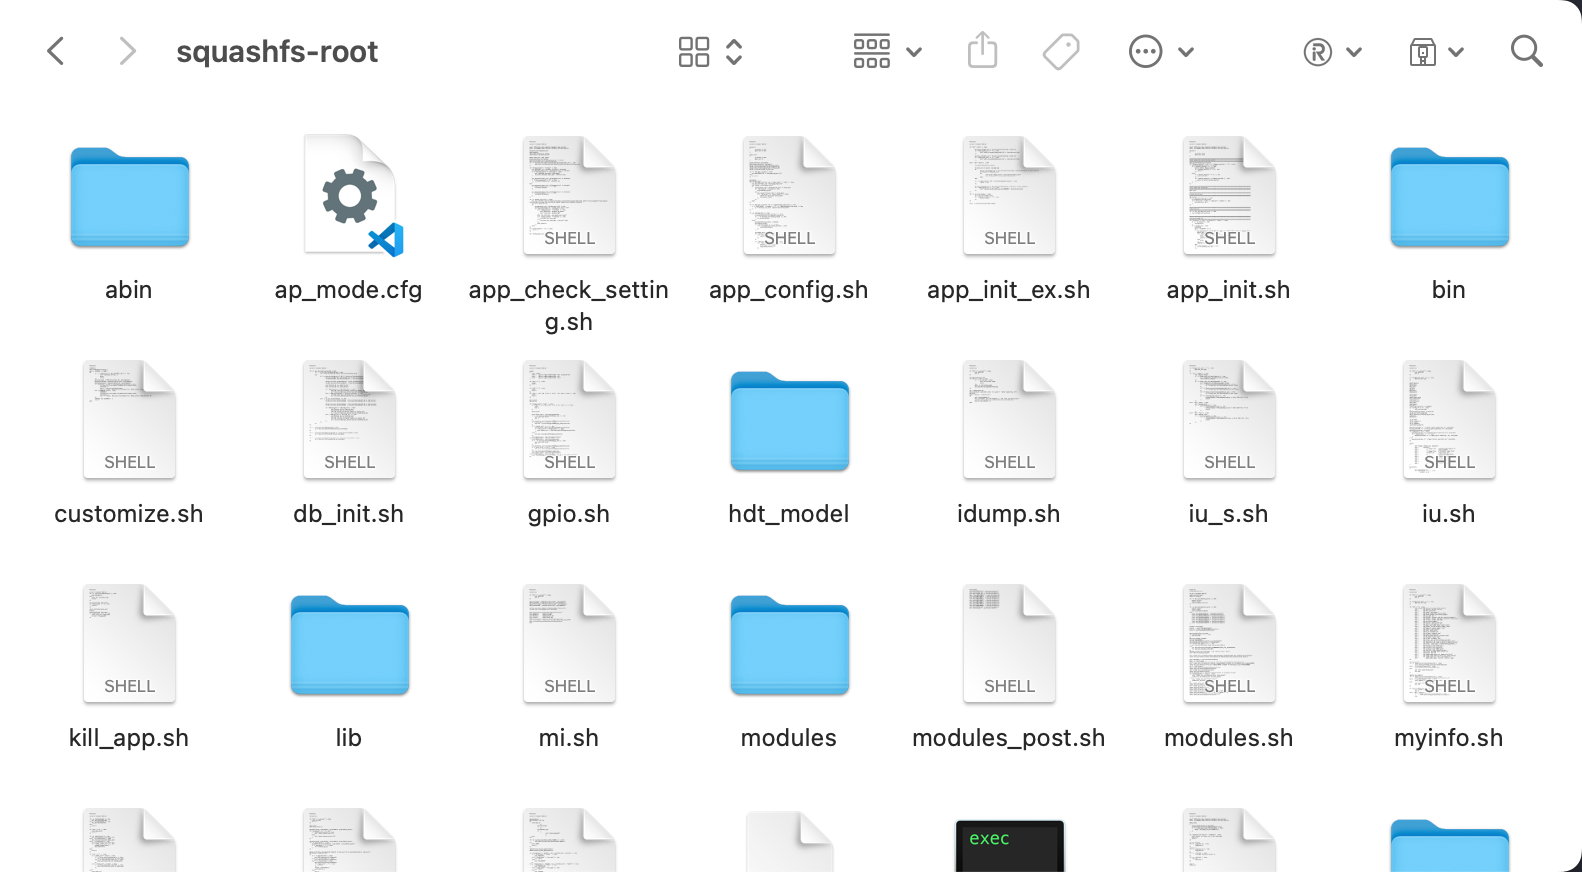 squashfs-root
SHELL
SHELL
SHELL
SHELL
abin
ap_mode.cfg
app_check_settin
g.sh
app_config.sh
app_init_ex.sh
app_init.sh
bin
SHELL
SHELL
SHELL
SHELL
SHELL
SHELL
customize.sh
db_init.sh
gpio.sh
hdt_model
idump.sh
iu_s.sh
iu.sh
SHELL
SHELL
SHELL
SHELL
SHELL
kill_app.sh
lib
mi.sh
modules
modules_post.sh
modules.sh
myinfo.sh
exec